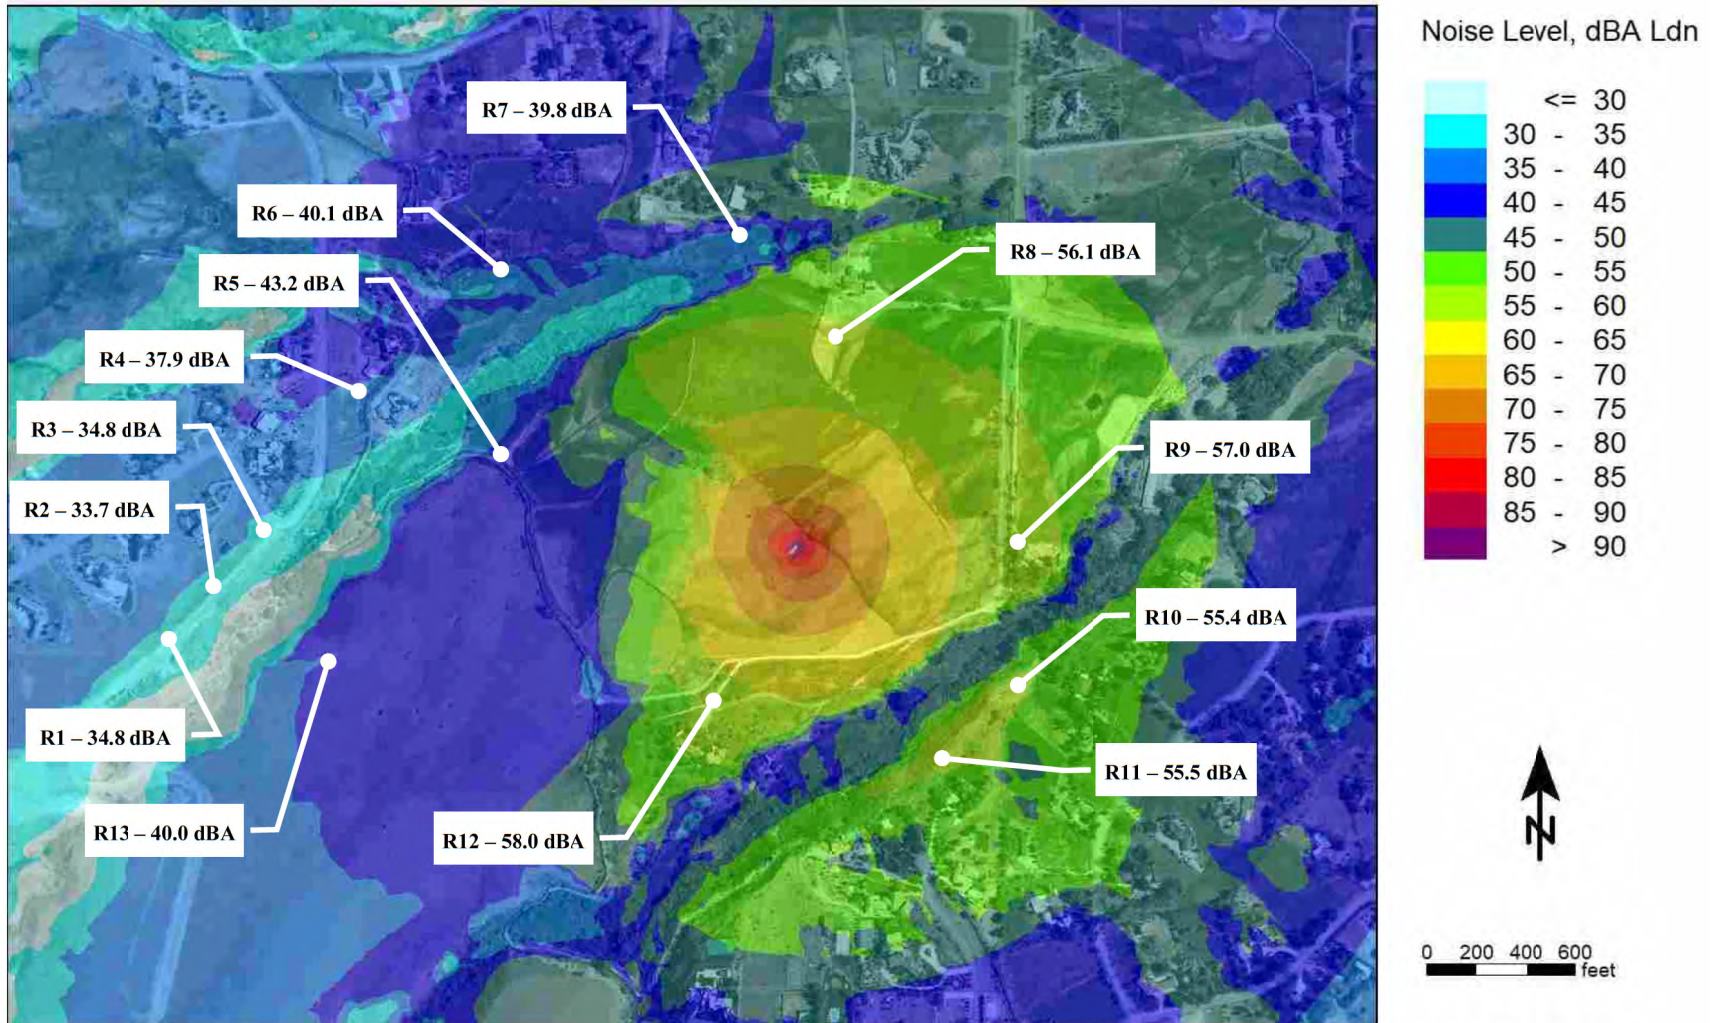 Noise Level, dBA Ldn
<= 30
30 - 35
35 - 40
40 - 45
45 - 50
50 - 55
55 - 60
60 - 65
65 - 70
70 - 75
75 - 80
80 - 85
85 - 90
> 90
R7 – 39.8 dBA
R6 – 40.1 dBA
R8 – 56.1 dBA
R5 – 43.2 dBA
R4 – 37.9 dBA
R3 – 34.8 dBA
R9 – 57.0 dBA
R2 – 33.7 dBA
R10 – 55.4 dBA
R1 – 34.8 dBA
R11 – 55.5 dBA
R13 – 40.0 dBA
R12 – 58.0 dBA
N
0 200 400 600
feet